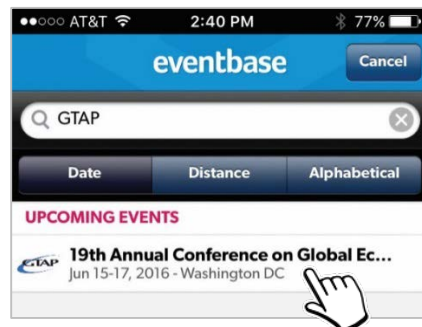 ●●○○○ AT&T 2:40 PM 77%
eventbase Cancel
GTAP
Date Distance Alphabetical
UPCOMING EVENTS
GTAP 19th Annual Conference on Global Ec...
Jun 15-17, 2016 - Washington DC